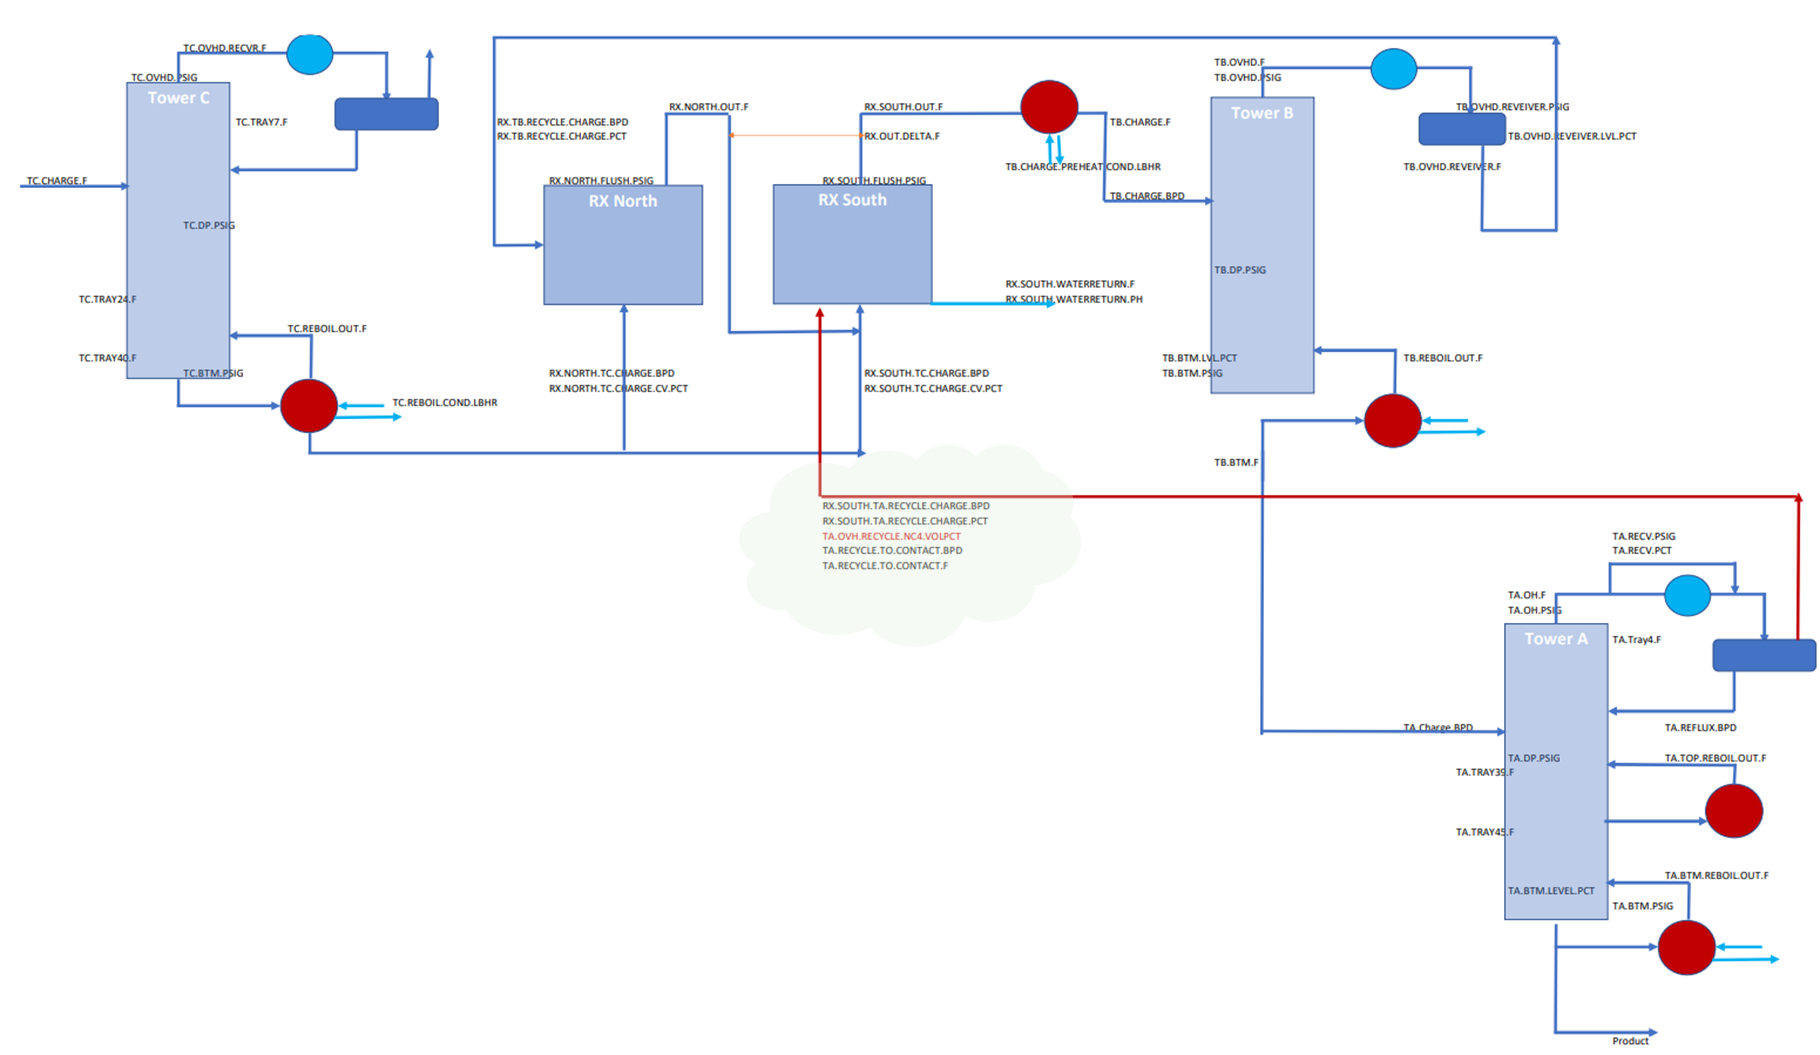 TC.OVHD.RECVR.F
TC.OVHD.PSIG
Tower C
TC.TRAY7.F
TC.CHARGE.F
TC.DP.PSIG
TC.TRAY24.F
TC.REBOIL.OUT.F
TC.TRAY40.F
TC.BTM.PSIG
TC.REBOIL.COND.LBHR
RX.TB.RECYCLE.CHARGE.BPD
RX.TB.RECYCLE.CHARGE.PCT
RX.NORTH.OUT.F
RX.NORTH.FLUSH.PSIG
RX North
RX.NORTH.TC.CHARGE.BPD
RX.NORTH.TC.CHARGE.CV.PCT
RX.SOUTH.OUT.F
RX.OUT.DELTA.F
RX.SOUTH.FLUSH.PSIG
RX South
RX.SOUTH.WATERRETURN.F
RX.SOUTH.WATERRETURN.PH
RX.SOUTH.TC.CHARGE.BPD
RX.SOUTH.TC.CHARGE.CV.PCT
TB.CHARGE.F
TB.CHARGE.PREHEAT.COND.LBHR
TB.CHARGE.BPD
TB.OVHD.F
TB.OVHD.PSIG
Tower B
TB.OVHD.REVEIVER.PSIG
TB.OVHD.REVEIVER.LVL.PCT
TB.OVHD.REVEIVER.F
TB.DP.PSIG
TB.BTM.LVL.PCT
TB.BTM.PSIG
TB.REBOIL.OUT.F
TB.BTM.F
RX.SOUTH.TA.RECYCLE.CHARGE.BPD
RX.SOUTH.TA.RECYCLE.CHARGE.PCT
TA.OVH.RECYCLE.NC4.VOLPCT
TA.RECYCLE.TO.CONTACT.BPD
TA.RECYCLE.TO.CONTACT.F
TA.RECV.PSIG
TA.RECV.PCT
TA.OH.F
TA.OH.PSIG
Tower A
TA.Tray4.F
TA.Charge.BPD
TA.REFLUX.BPD
TA.DP.PSIG
TA.TOP.REBOIL.OUT.F
TA.TRAY39.F
TA.TRAY45.F
TA.BTM.REBOIL.OUT.F
TA.BTM.LEVEL.PCT
TA.BTM.PSIG
Product